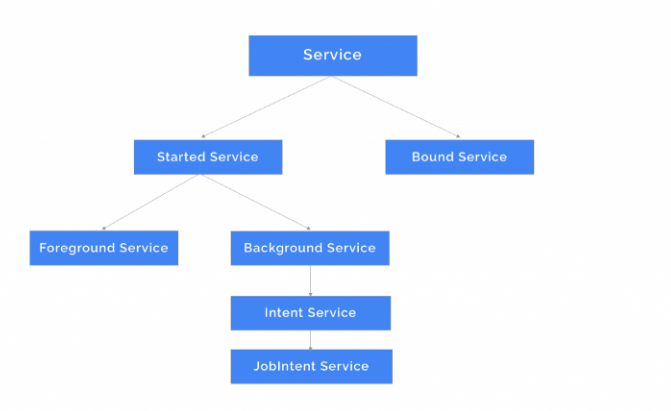 Service
Started Service
Bound Service
Foreground Service
Background Service
Intent Service
JobIntent Service